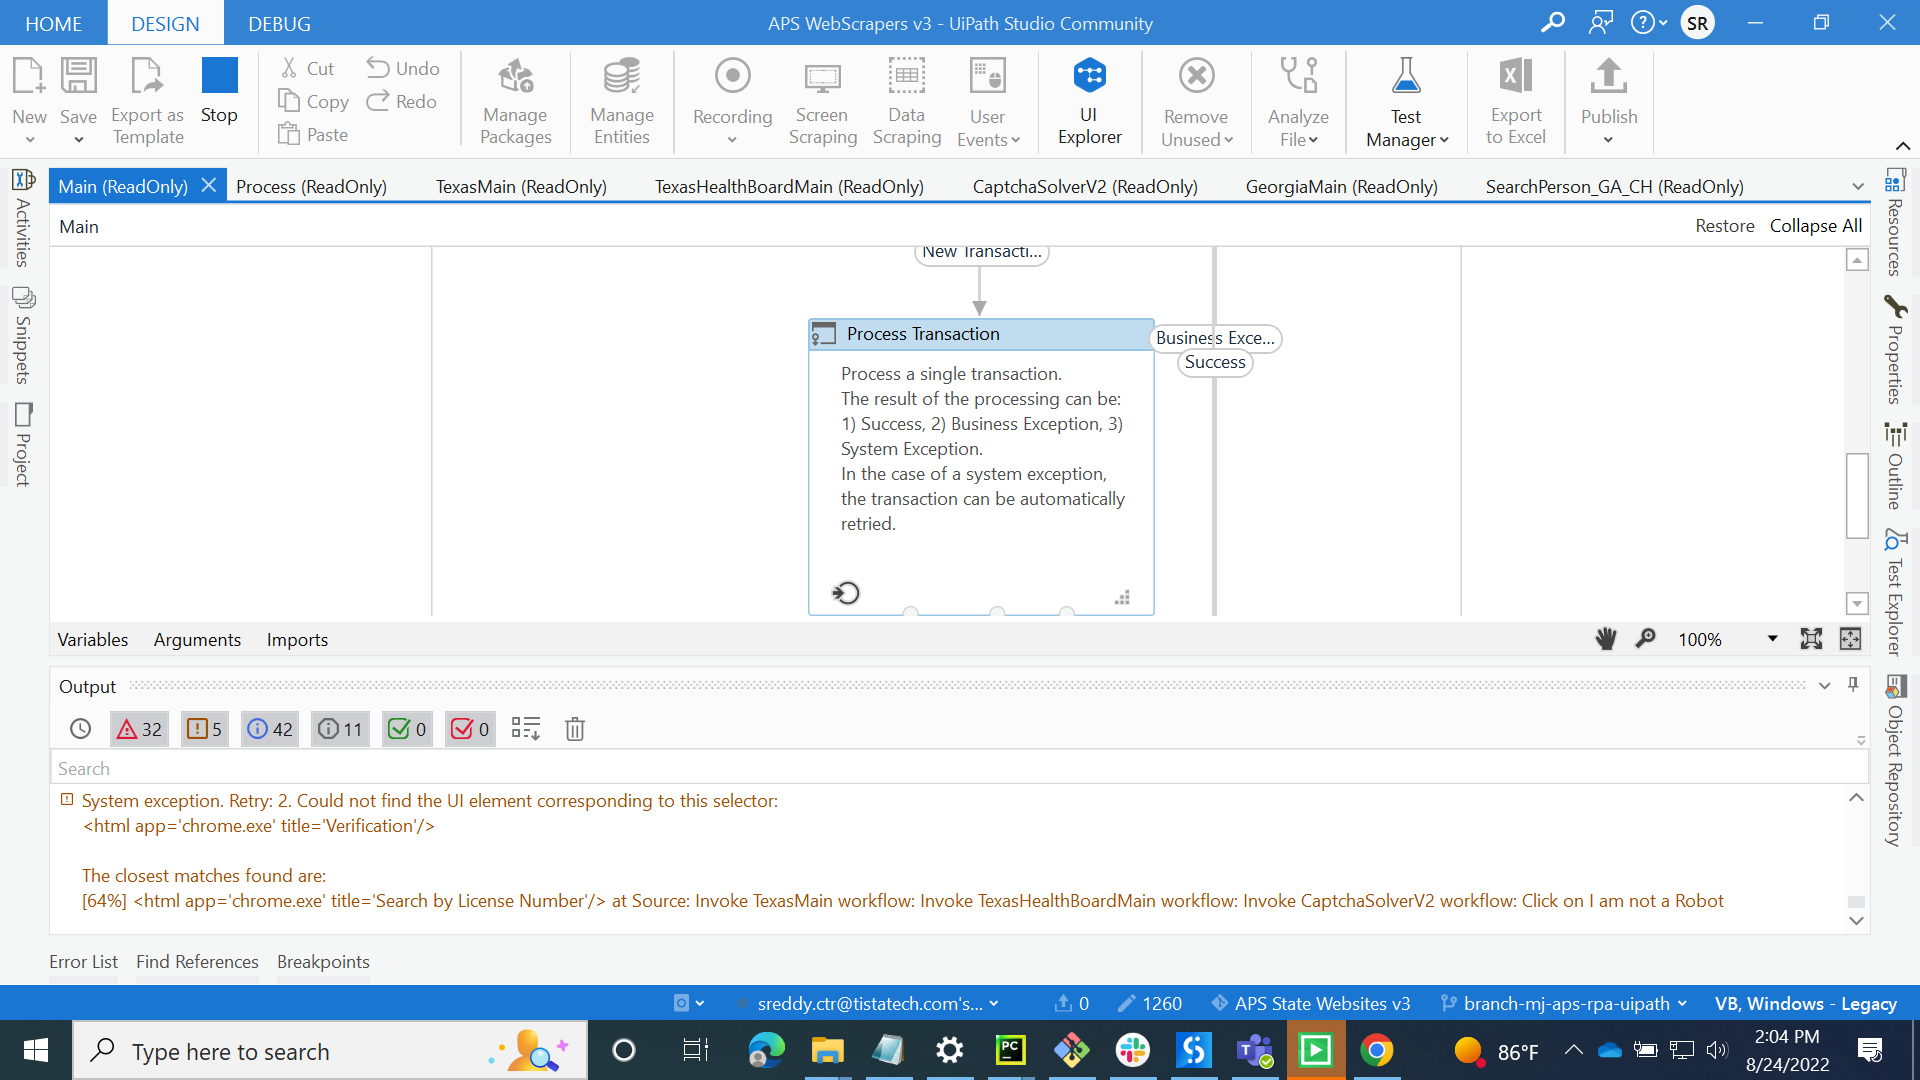 HOME DESIGN DEBUG APS WebScrapers v3 - UiPath Studio Community SR
New Save Export as Template Stop Cut Copy Paste Undo Redo Manage Packages Manage Entities Recording Screen Scraping Data Scraping User Events UI Explorer Remove Unused Analyze File Test Manager Export to Excel Publish
Main (ReadOnly) Process (ReadOnly) TexasMain (ReadOnly) TexasHealthBoardMain (ReadOnly) CaptchaSolverV2 (ReadOnly) GeorgiaMain (ReadOnly) SearchPerson_GA_CH (ReadOnly)
Main Restore Collapse All
Activities
Snippets
Project
New Transacti...
Process Transaction
Business Exce...
Success
Process a single transaction.
The result of the processing can be:
1) Success, 2) Business Exception, 3)
System Exception.
In the case of a system exception,
the transaction can be automatically
retried.
Resources
Properties
Outline
Test Explorer
Object Repository
Variables Arguments Imports 100%
Output
32 5 42 11 0 0
Search
System exception. Retry: 2. Could not find the UI element corresponding to this selector:
<html app='chrome.exe' title='Verification'/>
The closest matches found are:
[64%] <html app='chrome.exe' title='Search by License Number'/> at Source: Invoke TexasMain workflow: Invoke TexasHealthBoardMain workflow: Invoke CaptchaSolverV2 workflow: Click on I am not a Robot
Error List Find References Breakpoints
sreddy.ctr@tistatech.com's... 0 1260 APS State Websites v3 branch-mj-aps-rpa-uipath VB, Windows - Legacy
Type here to search PC 86°F 2:04 PM
8/24/2022